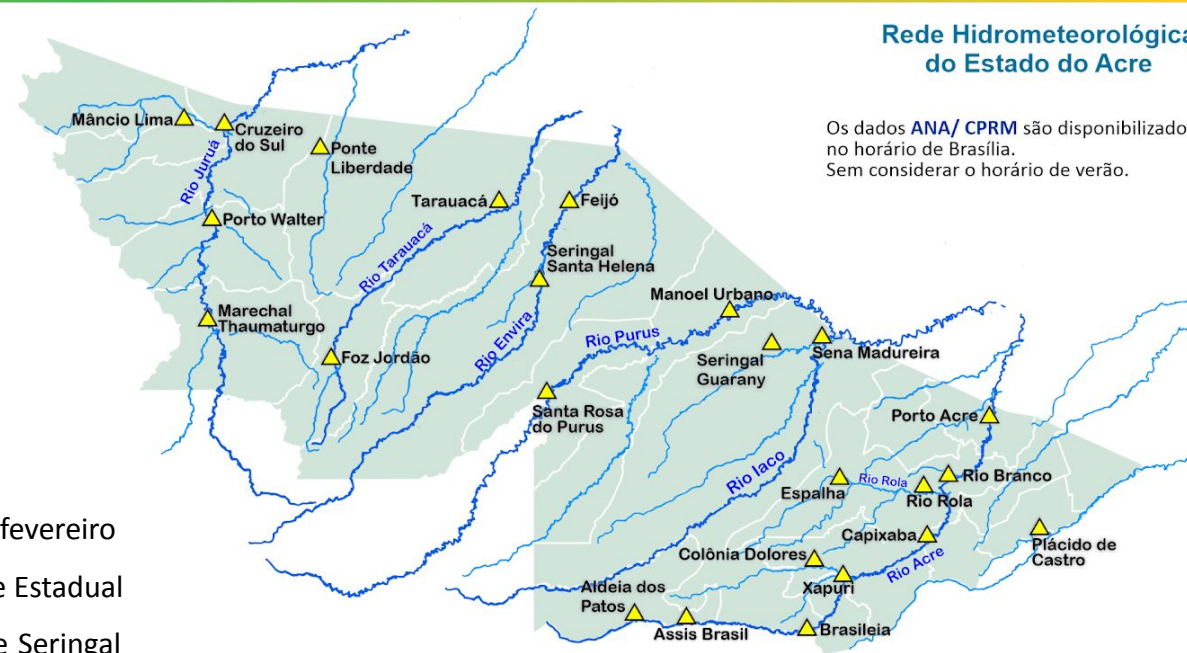 Rede Hidrometeorológica
do Estado do Acre
Os dados ANA/ CPRM são
no horário de Brasília.
Sem considerar o horário de verão.
Mâncio Lima
Cruzeiro
do Sul
Ponte
Liberdade
Rio Juruá
Tarauacá
Feijó
Porto Walter
Rio Tarauacá
Seringal
Santa Helena
Manoel Urbano
Marechal
Thaumaturgo
Rio Envira
Rio Purus
Foz Jordão
Seringal
Guarany
Sena Madureira
Santa Rosa
do Purus
Porto Acre
Rio Iaco
Espalha
Rio Rola
Rio Branco
Rio Rola
fevereiro
Capixaba
Plácido de
Castro
Colônia Dolores
Rio Acre
Estadual
Aldeia dos
Patos
Xapuri
Assis Brasil
Brasileia
e Seringal